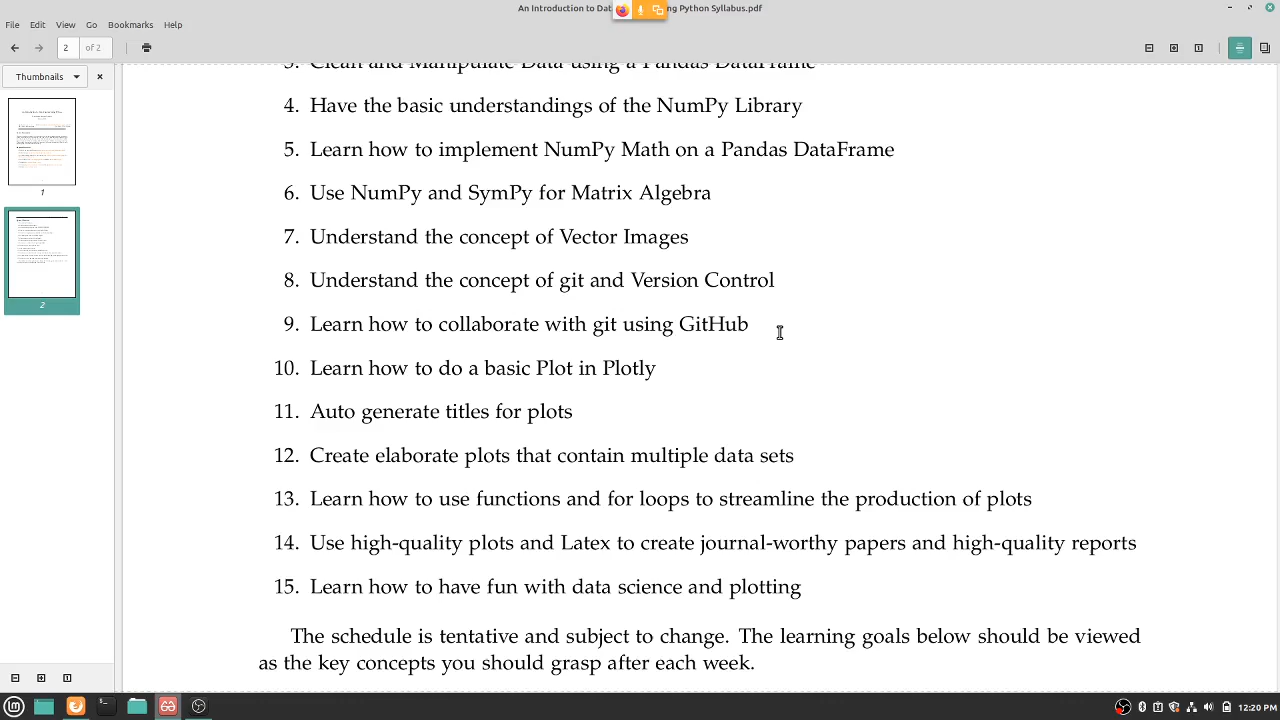 An Introduction to Dat ng Python Syllabus.pdf
File Edit View Go Bookmarks Help
2 of 2
Thumbnails
1
2
3. Clean and Manipulate Data using a Pandas DataFrame
4. Have the basic understandings of the NumPy Library
5. Learn how to implement NumPy Math on a Pandas DataFrame
6. Use NumPy and SymPy for Matrix Algebra
7. Understand the concept of Vector Images
8. Understand the concept of git and Version Control
9. Learn how to collaborate with git using GitHub
10. Learn how to do a basic Plot in Plotly
11. Auto generate titles for plots
12. Create elaborate plots that contain multiple data sets
13. Learn how to use functions and for loops to streamline the production of plots
14. Use high-quality plots and Latex to create journal-worthy papers and high-quality reports
15. Learn how to have fun with data science and plotting
The schedule is tentative and subject to change. The learning goals below should be viewed
as the key concepts you should grasp after each week.
12:20 PM